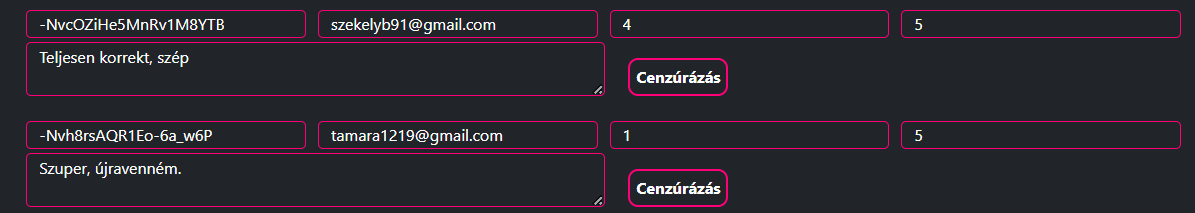 -NvcOZiHe5MnRv1M8YTB szekelyb91@gmail.com 4 5
Teljesen korrekt, szép
Cenzúrázás
-Nvh8rsAQR1Eo-6a_w6P tamara1219@gmail.com 1 5
Szuper, újravenném.
Cenzúrázás